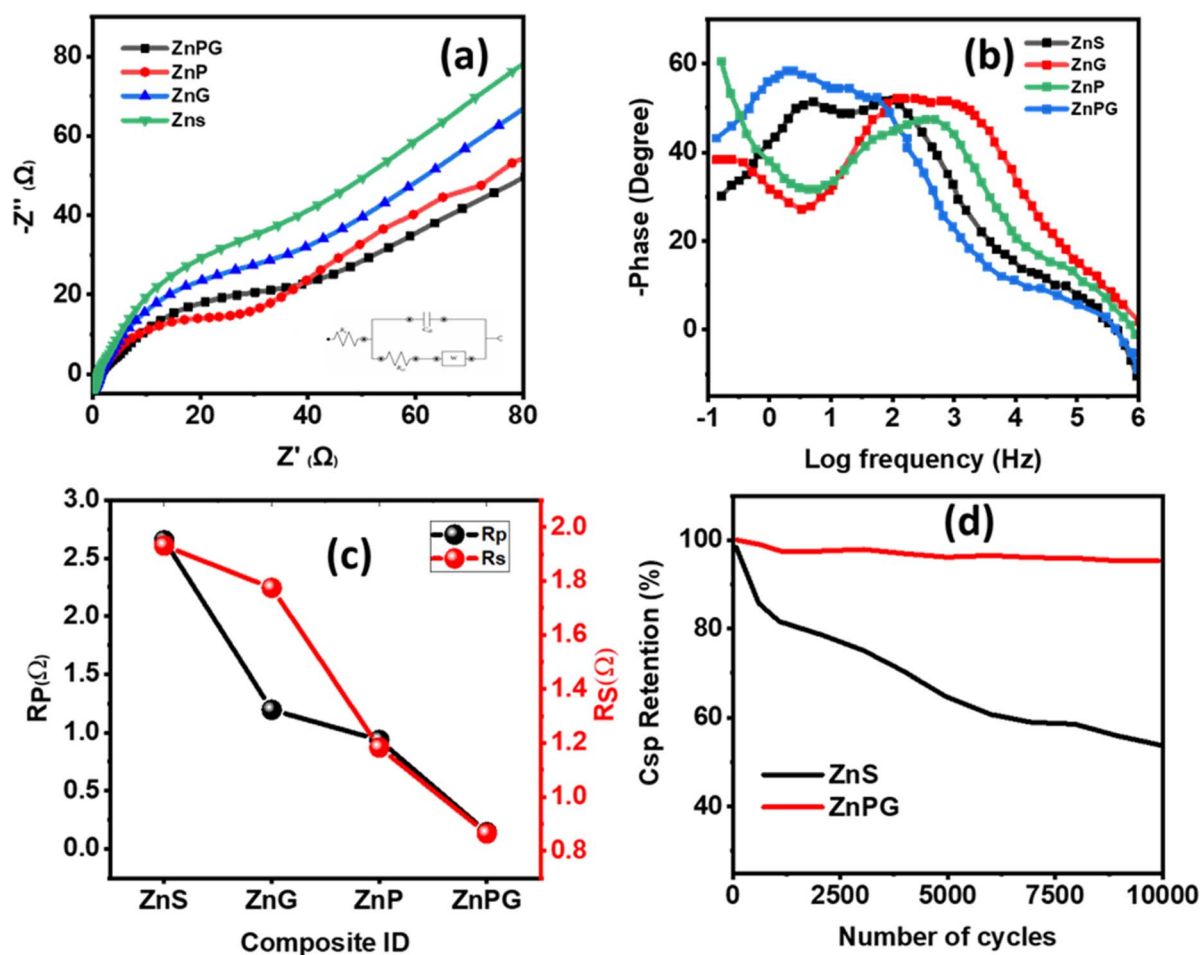 (a)
ZnPG
ZnP
ZnG
Zns
80
60
40
20
0
-Z'' (Ω)
0 20 40 60 80
Z' (Ω)
W
(b)
ZnS
ZnG
ZnP
ZnPG
60
40
20
0
-Phase (Degree)
-1 0 1 2 3 4 5 6
Log frequency (Hz)
(c)
Rp
Rs
3.0
2.5
2.0
1.5
1.0
0.5
0.0
RP(Ω)
2.0
1.8
1.6
1.4
1.2
1.0
0.8
RS(Ω)
ZnS ZnG ZnP ZnPG
Composite ID
(d)
100
80
60
40
Csp Retention (%)
ZnS
ZnPG
0 2500 5000 7500 10000
Number of cycles